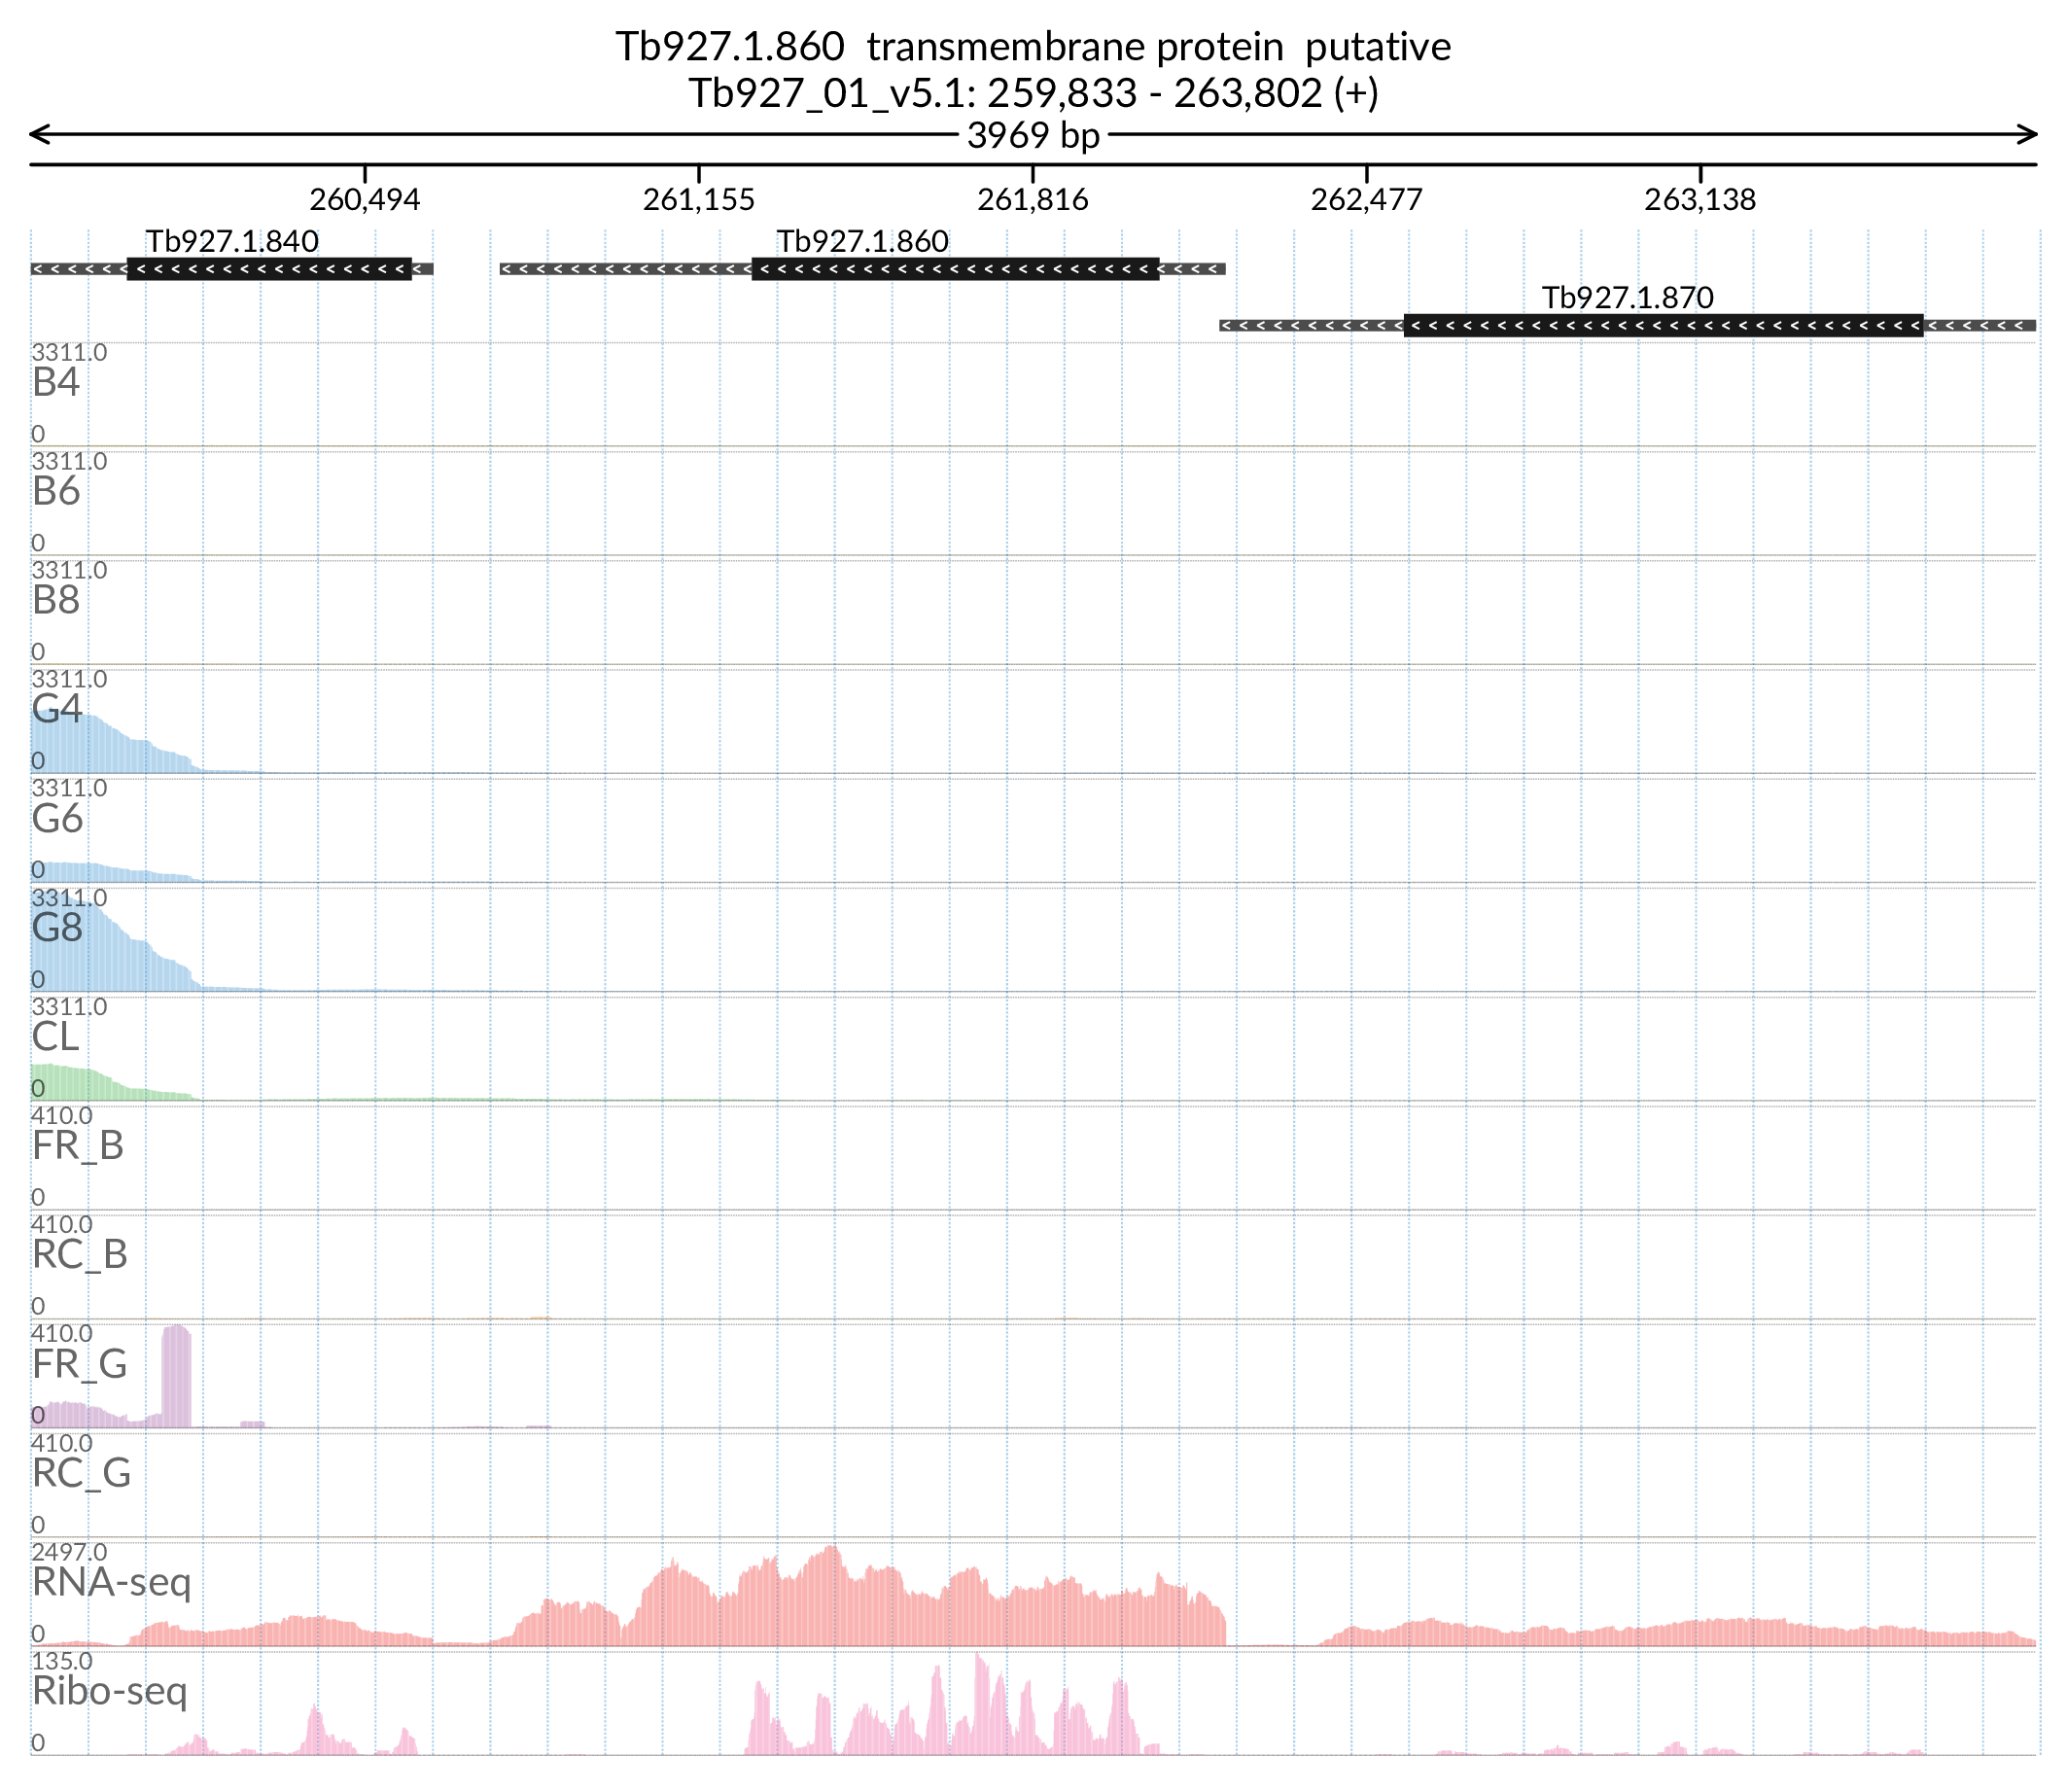 Tb927.1.860 transmembrane protein putative
Tb927_01_v5.1: 259,833 - 263,802 (+)
3969 bp
260,494 261,155 261,816 262,477 263,138
Tb927.1.840 Tb927.1.860
Tb927.1.870
3311.0
B4
0
3311.0
B6
0
3311.0
B8
0
3311.0
G4
0
3311.0
G6
0
3311.0
G8
0
3311.0
CL
0
410.0
FR_B
0
410.0
RC_B
0
410.0
FR_G
0
410.0
RC_G
0
2497.0
RNA-seq
0
135.0
Ribo-seq
0